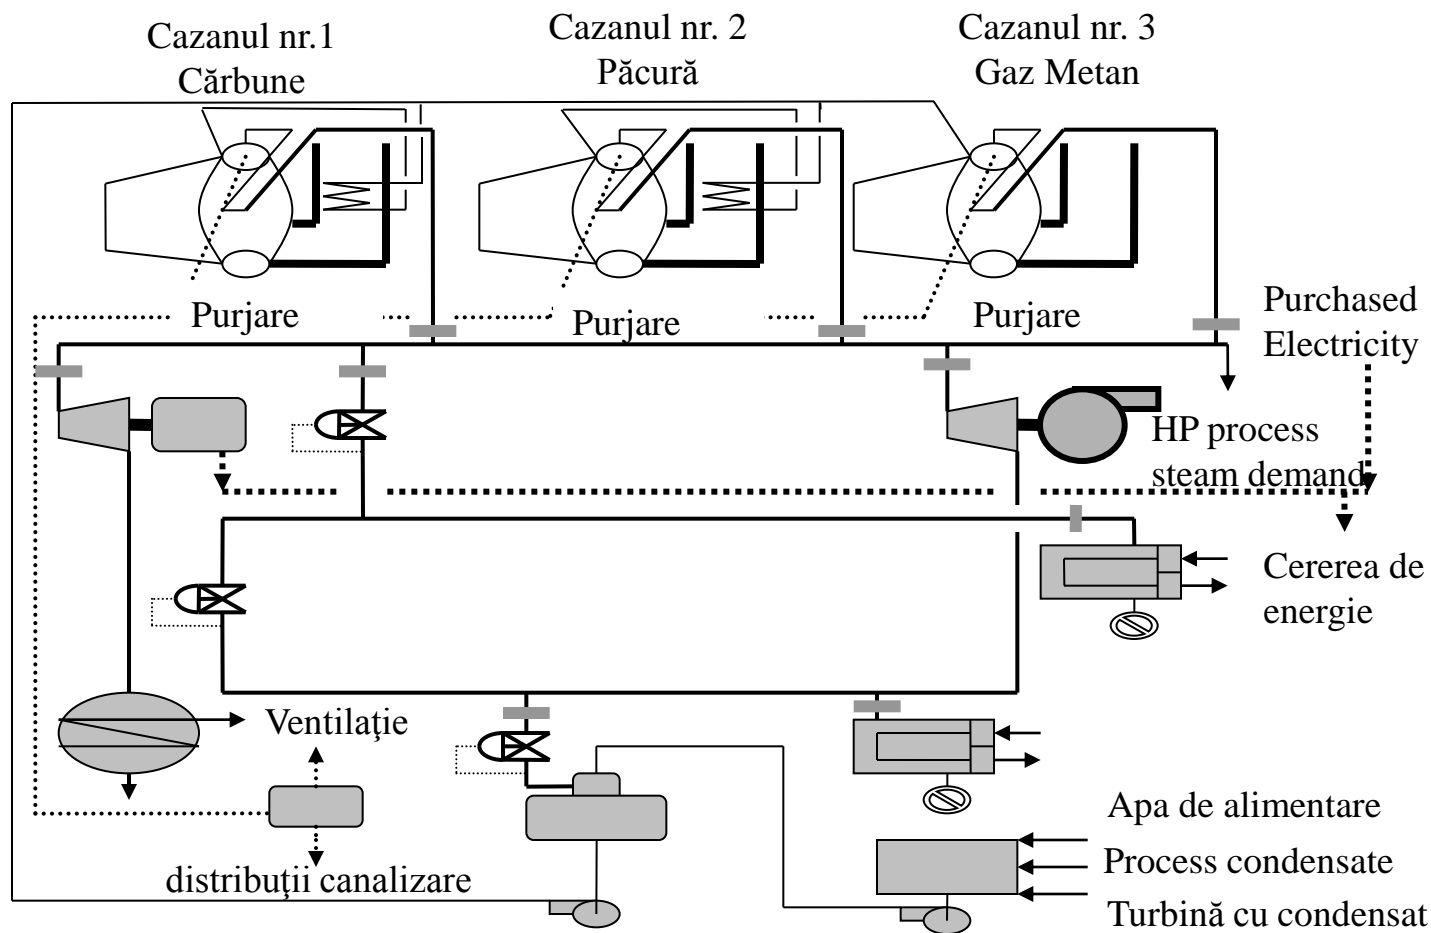 Cazanul nr.1
Cărbune
Cazanul nr. 2
Păcură
Cazanul nr. 3
Gaz Metan
Purjare
Purjare
Purjare
Purchased
Electricity
HP process
steam demand
Cererea de
energie
Ventilaţie
distribuţii canalizare
Apa de alimentare
Process condensate
Turbină cu condensat